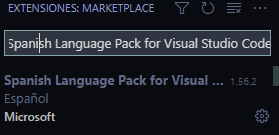 EXTENSIONES: MARKETPLACE
Spanish Language Pack for Visual Studio Code
Spanish Language Pack for Visual ... 1.56.2
Español
Microsoft